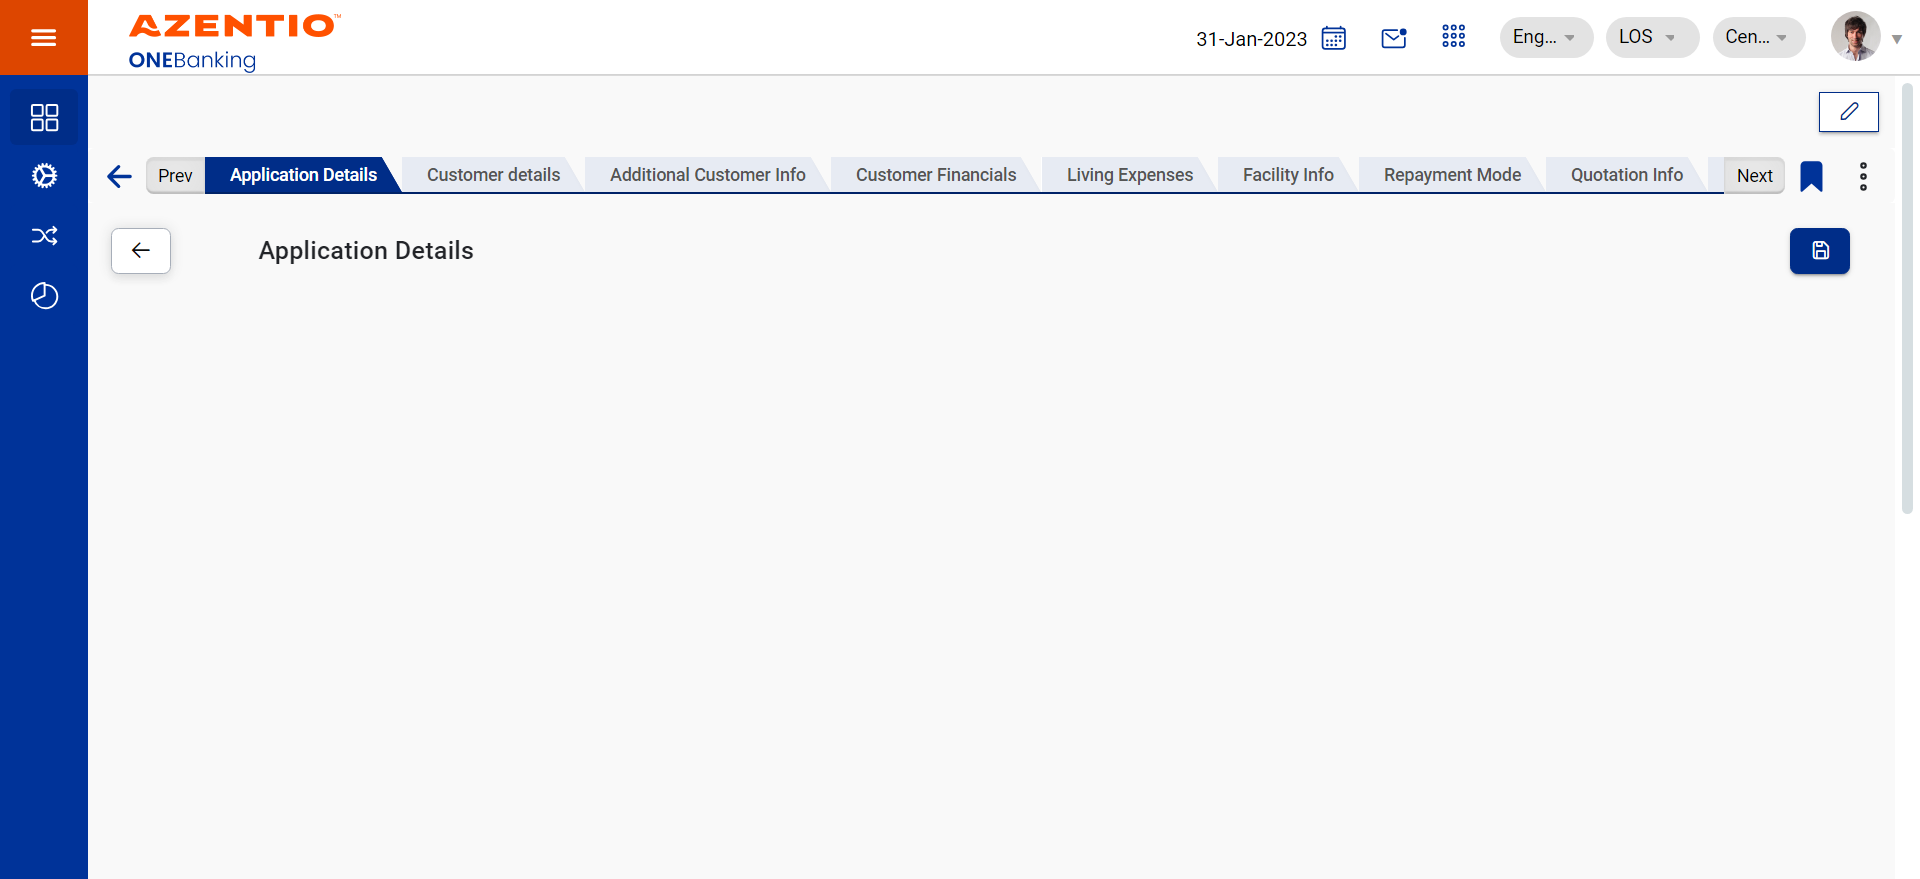 AZENTIO™
ONEBanking
31-Jan-2023
Eng...
LOS
Cen...
Prev
Application Details
Customer details
Additional Customer Info
Customer Financials
Living Expenses
Facility Info
Repayment Mode
Quotation Info
Next
Application Details